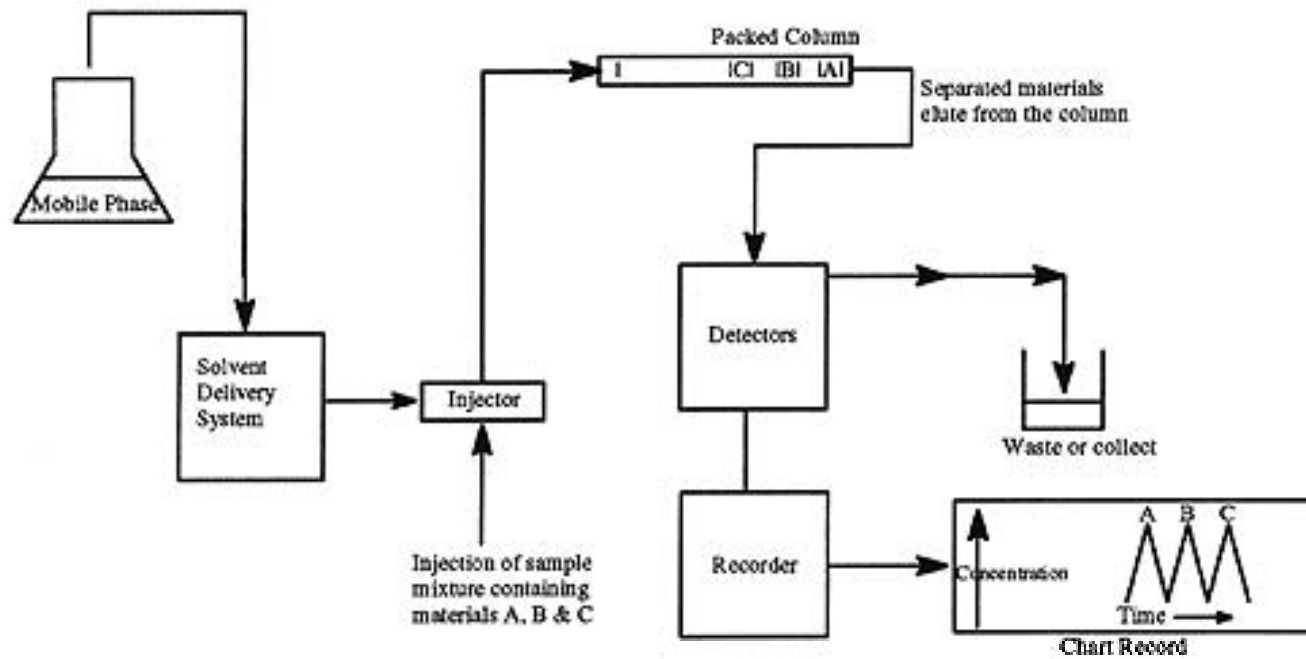 Packed Column
|
|C| |B| |A|
Separated materials
elute from the column
Mobile Phase
Solvent
Delivery
System
Injector
Detectors
Waste or collect
Injection of sample
mixture containing
materials A, B & C
Recorder
A B C
Concentration
Time
Chart Record